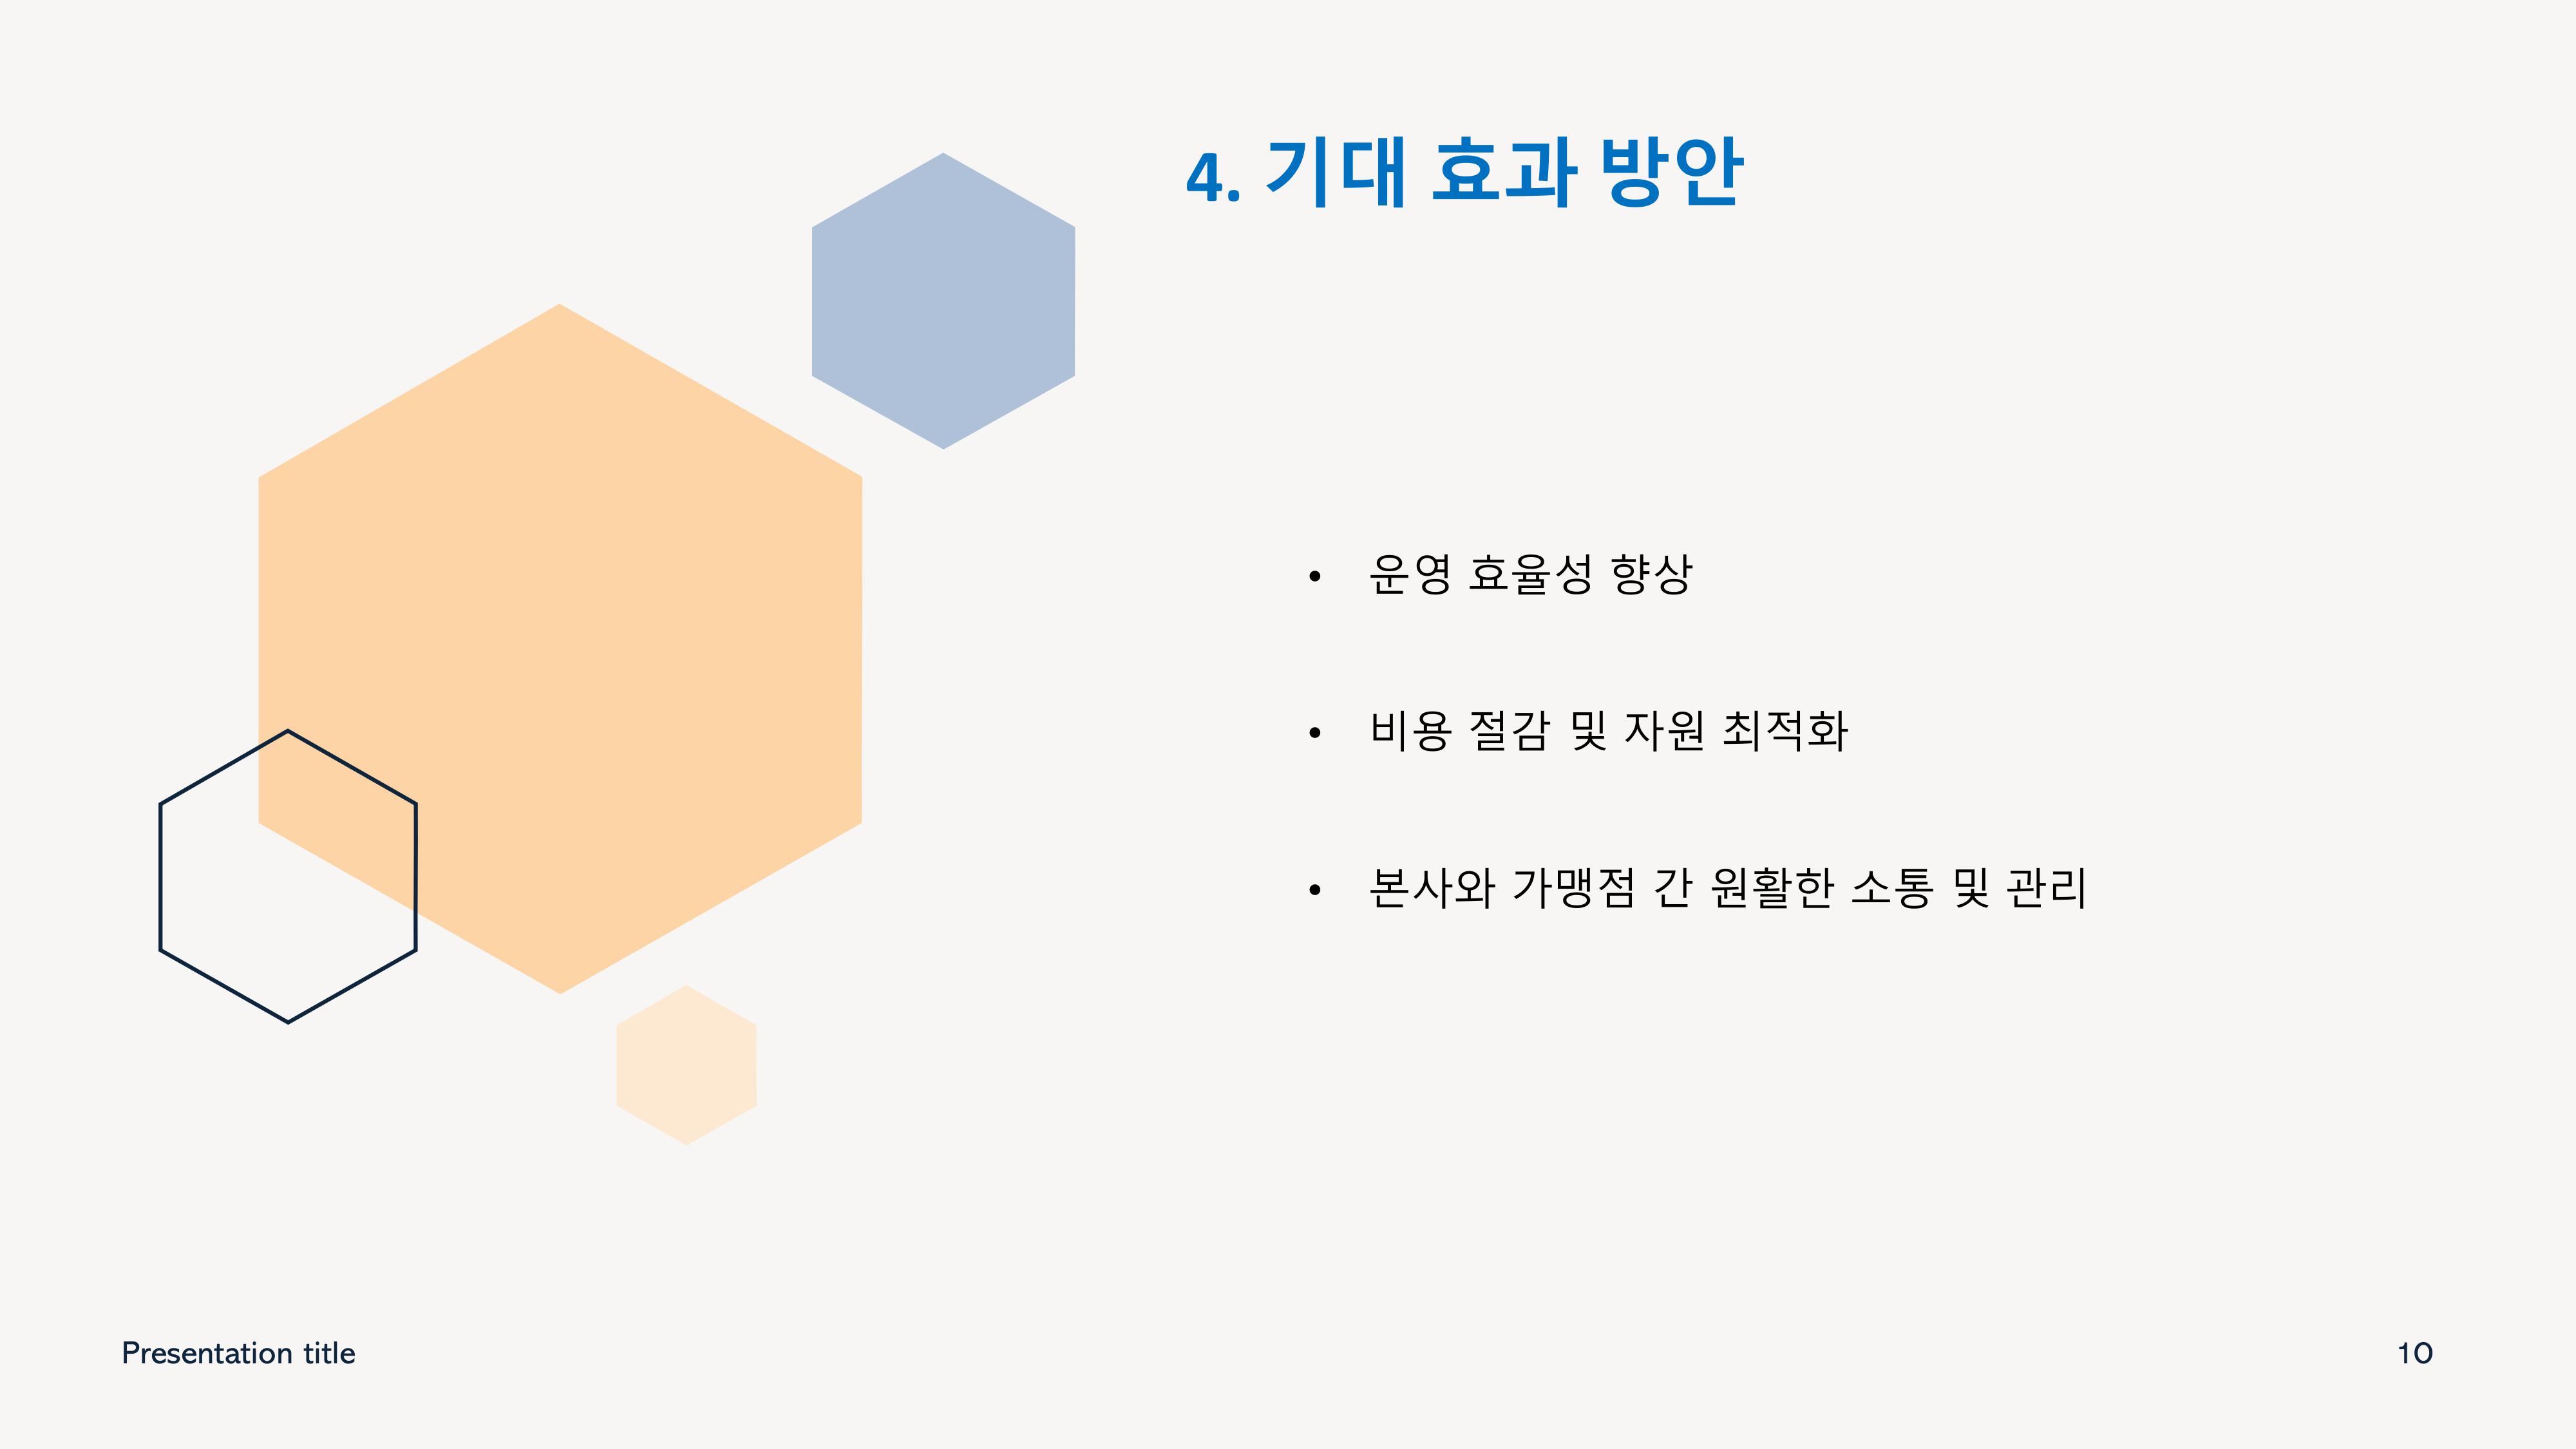 4. 기대 효과 방안
• 운영 효율성 향상
• 비용 절감 및 자원 최적화
• 본사와 가맹점 간 원활한 소통 및 관리
Presentation title
10